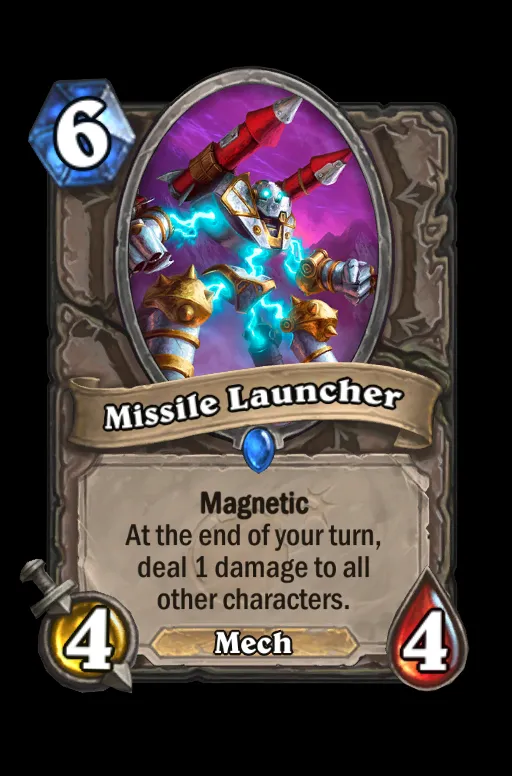 6
Missile Launcher
Magnetic
At the end of your turn,
deal 1 damage to all
other characters.
4
Mech
4